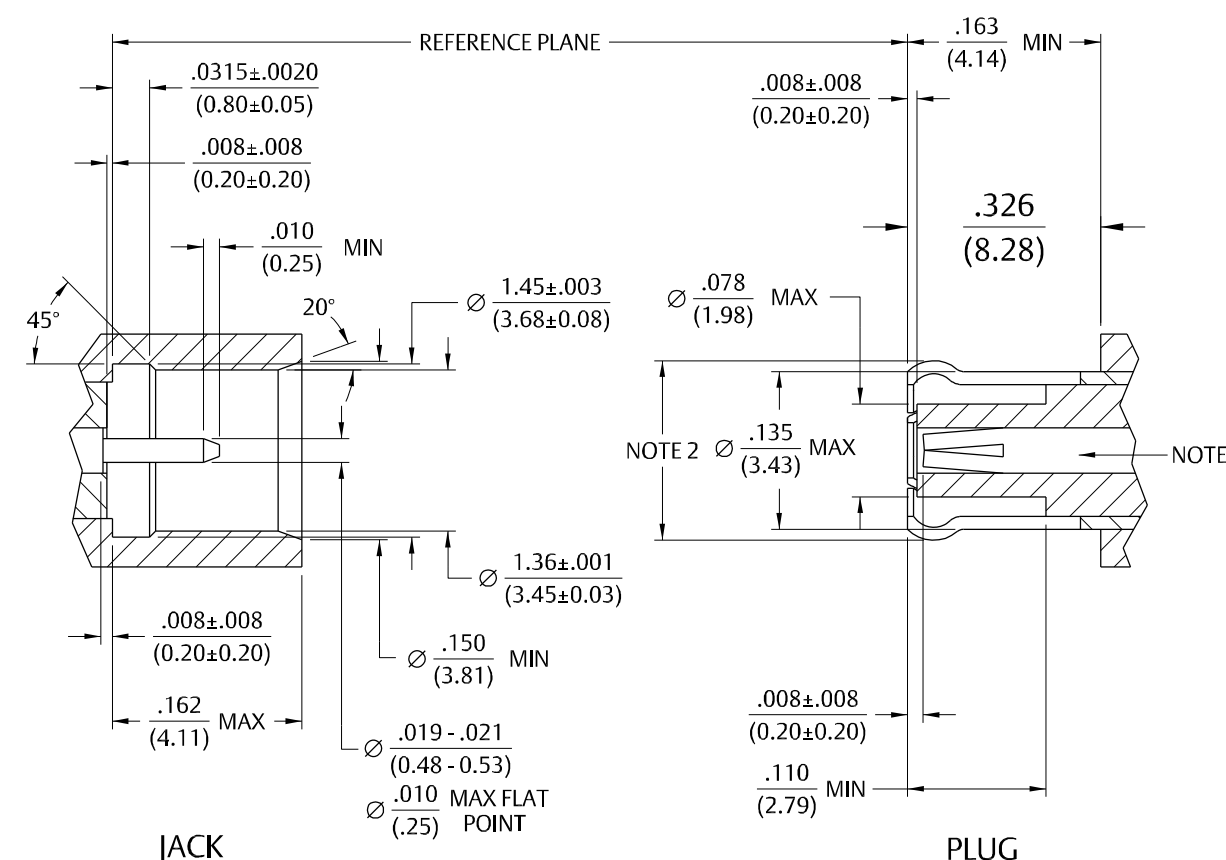 REFERENCE PLANE
.163
(4.14)
MIN
.0315±.0020
(0.80±0.05)
.008±.008
(0.20±0.20)
.008±.008
(0.20±0.20)
.326
(8.28)
.010
(0.25)
MIN
1.45±.003
(3.68±0.08)
Ø
20°
45°
Ø
.078
(1.98)
MAX
NOTE 2
Ø
.135
(3.43)
MAX
NOTE
Ø
1.36±.001
(3.45±0.03)
.008±.008
(0.20±0.20)
Ø
.150
(3.81)
MIN
.162
(4.11)
MAX
Ø
.019 - .021
(0.48 - 0.53)
Ø
.010
(.25)
MAX FLAT
POINT
.008±.008
(0.20±0.20)
.110
(2.79)
MIN
JACK
PLUG